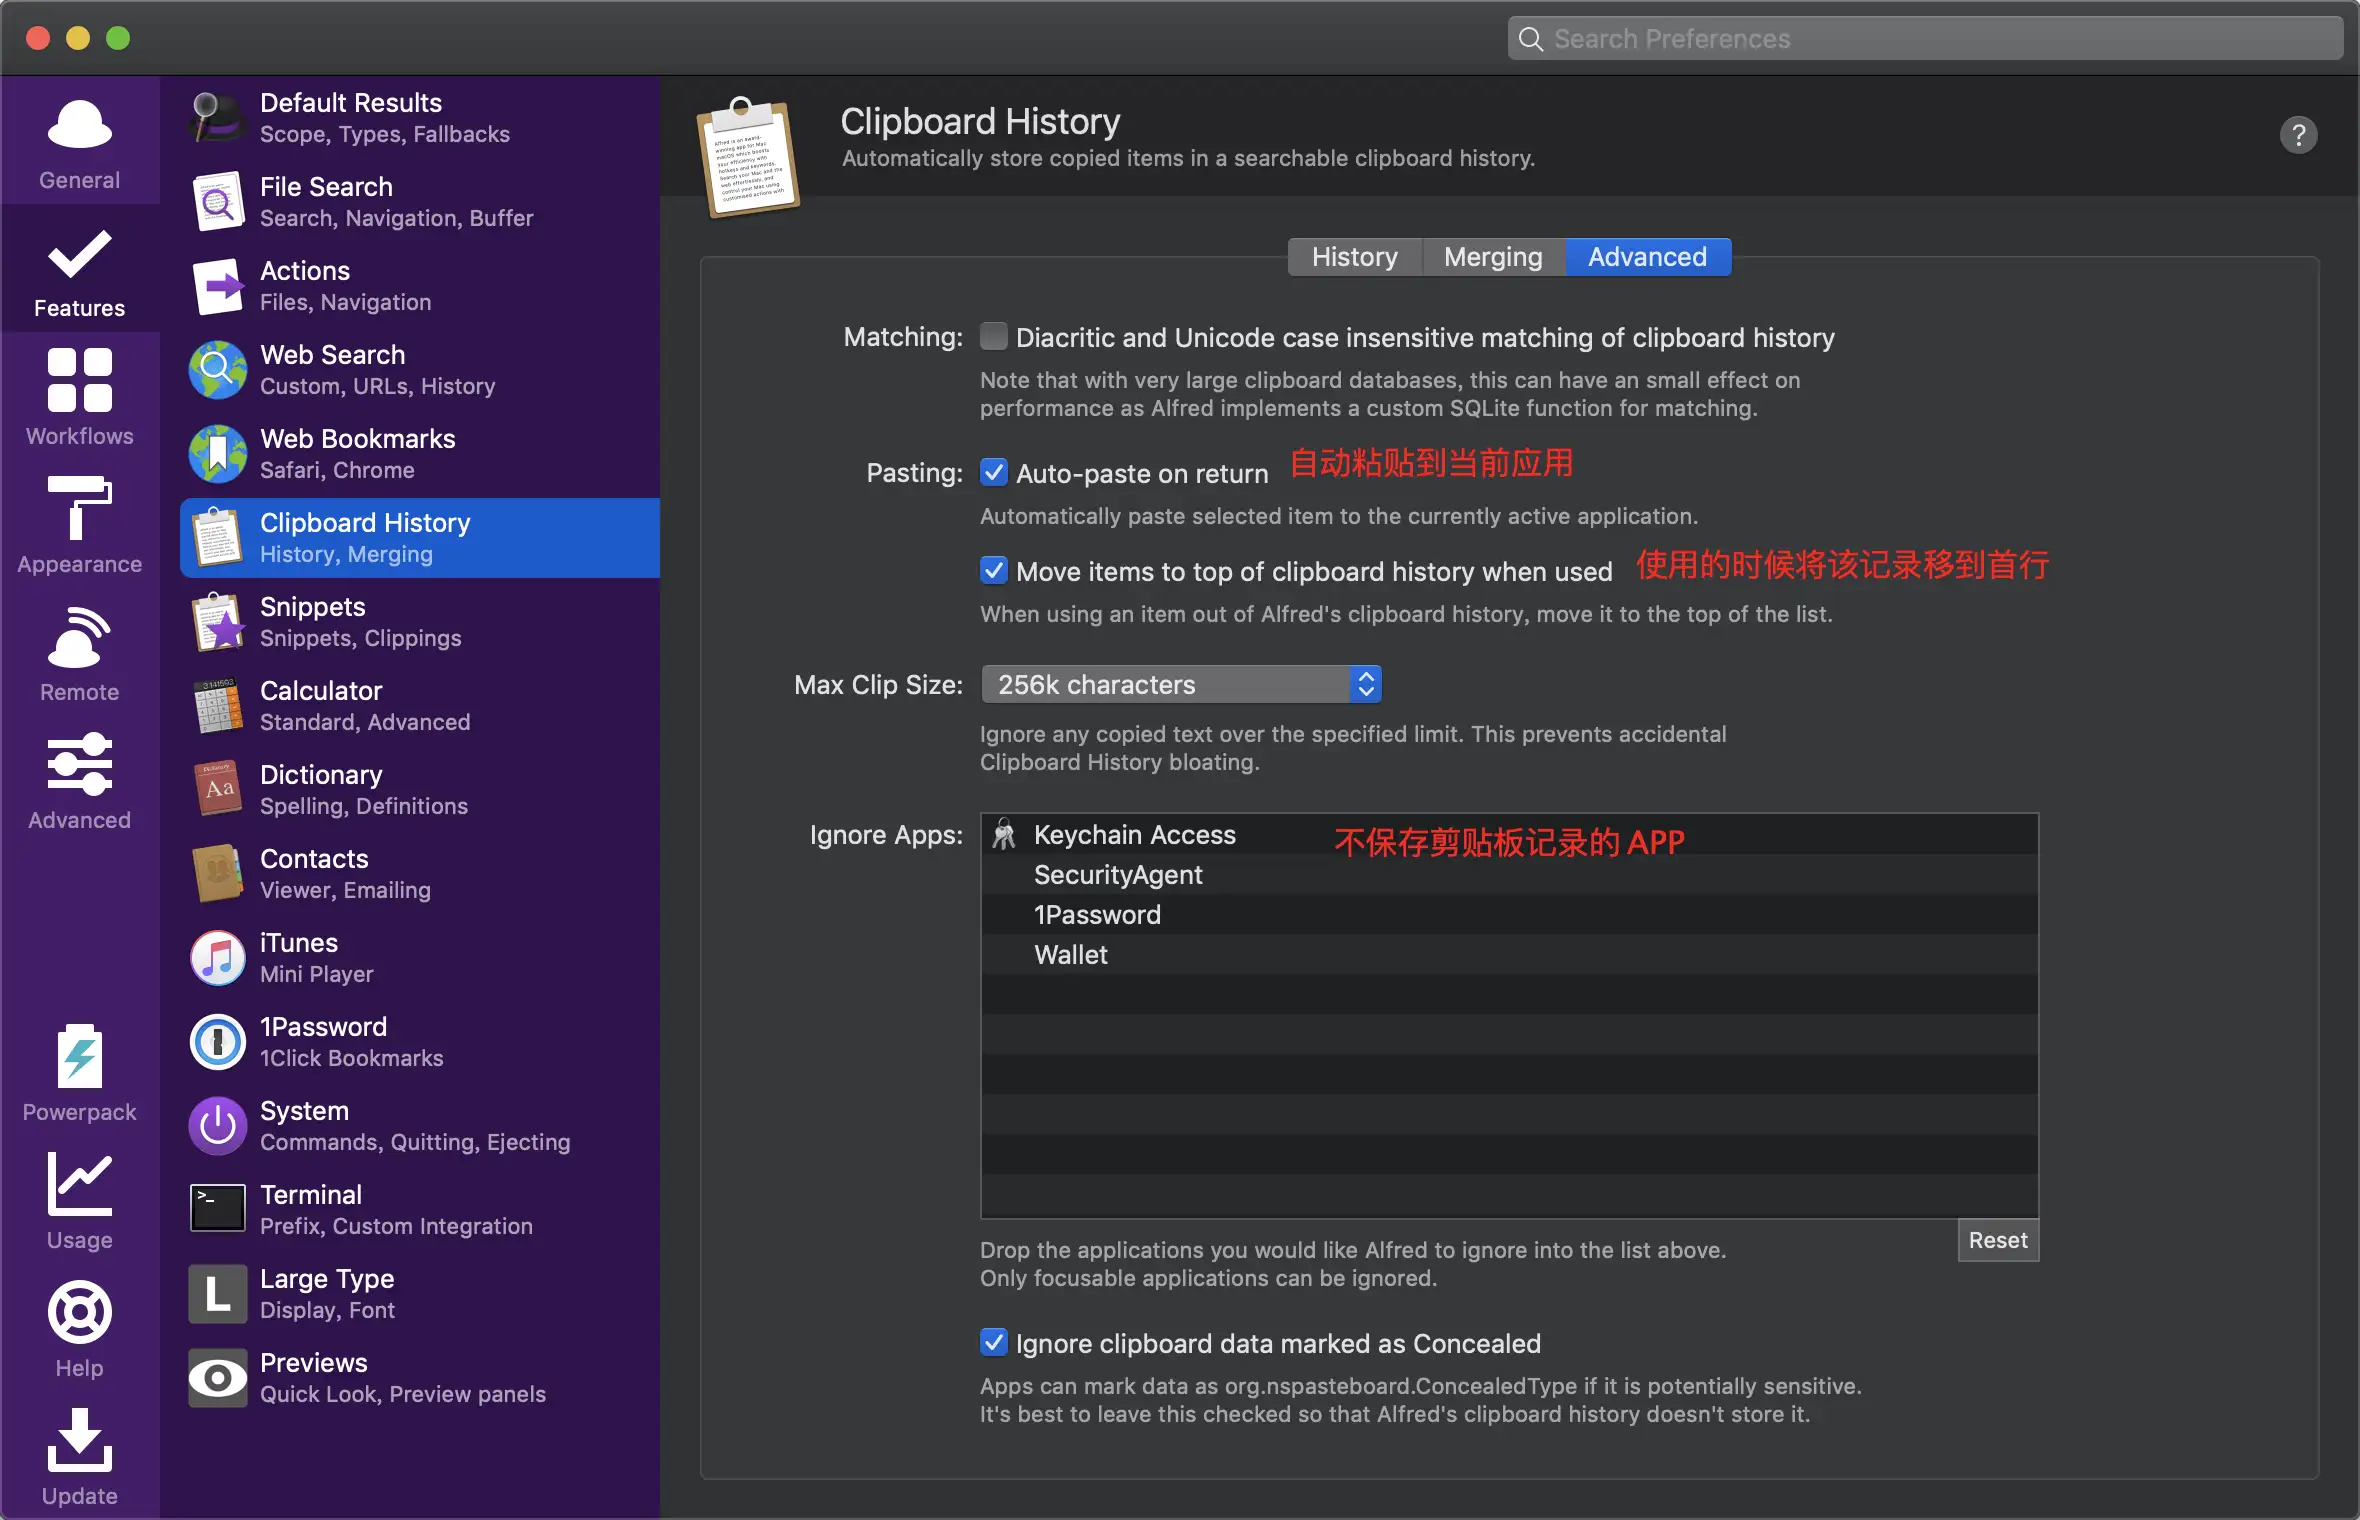 Search Preferences
General
Features
Workflows
Appearance
Remote
Advanced
Powerpack
Usage
Help
Update
Default Results
Scope, Types, Fallbacks
File Search
Search, Navigation, Buffer
Actions
Files, Navigation
Web Search
Custom, URLs, History
Web Bookmarks
Safari, Chrome
Clipboard History
History, Merging
Snippets
Snippets, Clippings
Calculator
Standard, Advanced
Dictionary
Spelling, Definitions
Contacts
Viewer, Emailing
iTunes
Mini Player
1Password
1Click Bookmarks
System
Commands, Quitting, Ejecting
Terminal
Prefix, Custom Integration
Large Type
Display, Font
Previews
Quick Look, Preview panels
Clipboard History
Automatically store copied items in a searchable clipboard history.
?
History Merging Advanced
Matching: Diacritic and Unicode case insensitive matching of clipboard history
Note that with very large clipboard databases, this can have an small effect on
performance as Alfred implements a custom SQLite function for matching.
Pasting: Auto-paste on return 自动粘贴到当前应用
Automatically paste selected item to the currently active application.
Move items to top of clipboard history when used 使用的时候将该记录移到首行
When using an item out of Alfred's clipboard history, move it to the top of the list.
Max Clip Size: 256k characters
Ignore any copied text over the specified limit. This prevents accidental
Clipboard History bloating.
Ignore Apps: Keychain Access 不保存剪贴板记录的 APP
SecurityAgent
1Password
Wallet
Drop the applications you would like Alfred to ignore into the list above.
Only focusable applications can be ignored.
Reset
Ignore clipboard data marked as Concealed
Apps can mark data as org.nspasteboard.ConcealedType if it is potentially sensitive.
It's best to leave this checked so that Alfred's clipboard history doesn't store it.